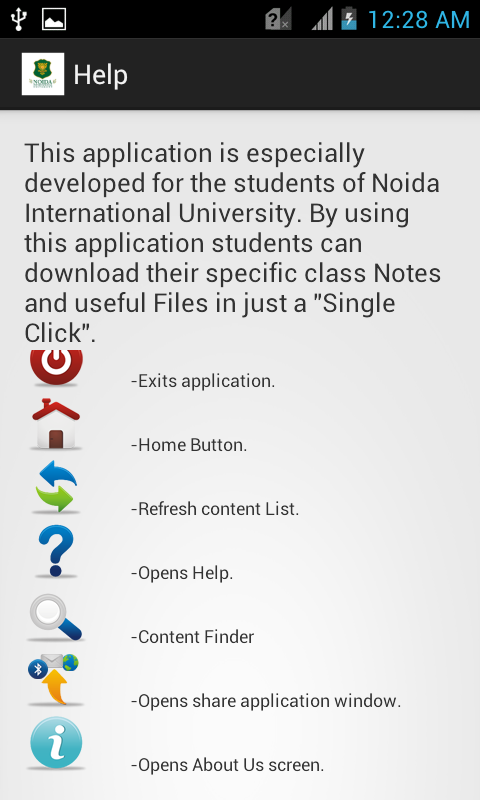 12:28 AM
NOIDA
Help
This application is especially
developed for the students of Noida
International University. By using
this application students can
download their specific class Notes
and useful Files in just a "Single
Click".
-Exits application.
-Home Button.
-Refresh content List.
-Opens Help.
-Content Finder
-Opens share application window.
-Opens About Us screen.